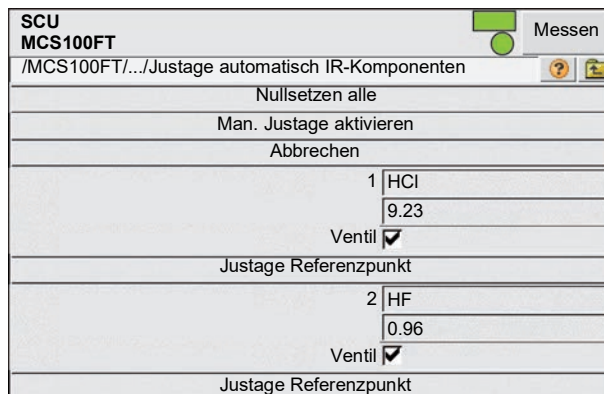 SCU
MCS100FT
Messen
/MCS100FT/.../Justage automatisch IR-Komponenten
?
Nullsetzen alle
Man. Justage aktivieren
Abbrechen
1 HCl
9.23
Ventil
Justage Referenzpunkt
2 HF
0.96
Ventil
Justage Referenzpunkt